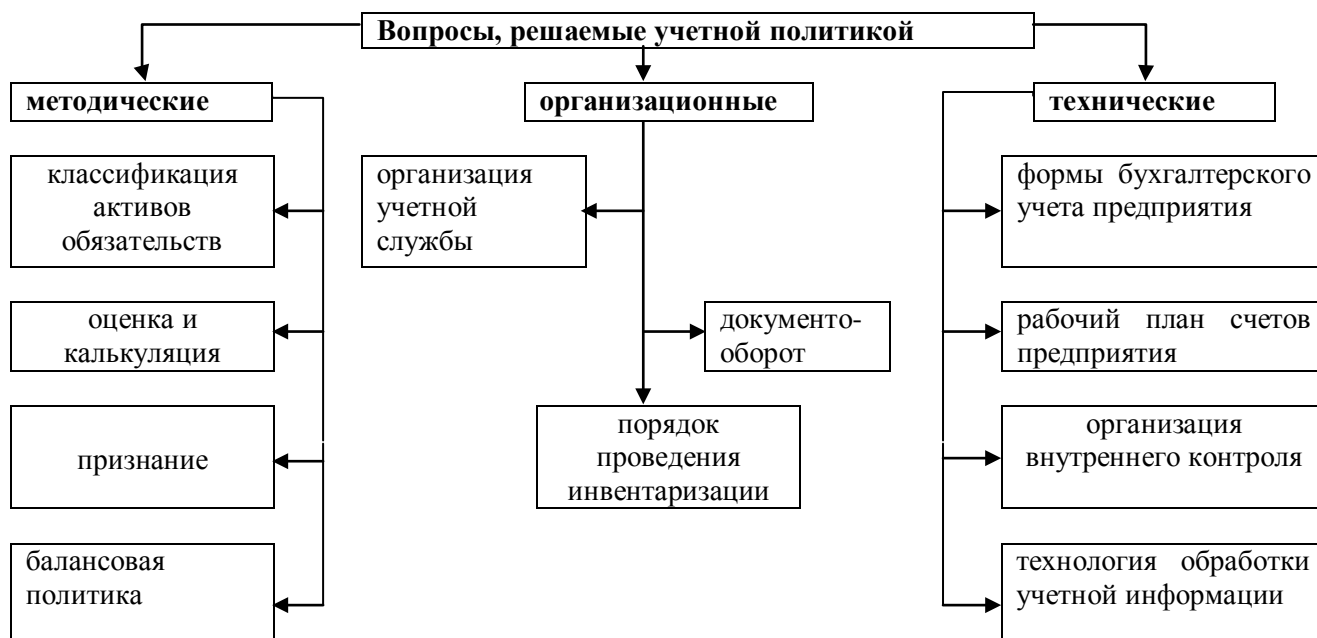 Вопросы, решаемые учетной политикой
методические
организационные
технические
классификация
активов
обязательств
организация
учетной
службы
формы бухгалтерского
учета предприятия
оценка и
калькуляция
документо-
оборот
рабочий план счетов
предприятия
признание
порядок
проведения
инвентаризации
организация
внутреннего контроля
балансовая
политика
технология обработки
учетной информации